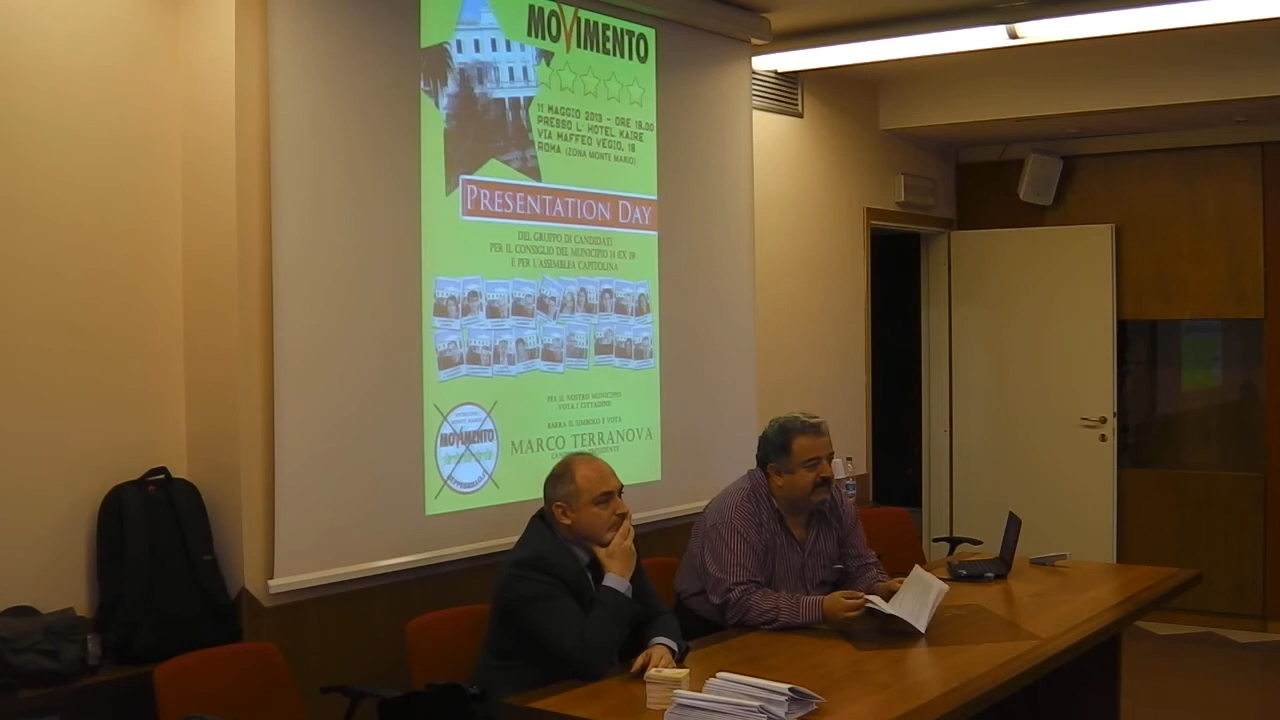 MOVIMENTO
11 MAGGIO 2013 - ORE 18.00
PRESSO L' HOTEL KAIRE
VIA MAFFEO VEGIO, 18
ROMA (ZONA MONTE MARIO)
PRESENTATION DAY
DEL GRUPPO DI CANDIDATI
PER IL CONSIGLIO DEL MUNICIPIO 14 (EX 19)
E PER L'ASSEMBLEA CAPITOLINA
PER IL NOSTRO MUNICIPIO
VOTA I CITTADINI
BARRA IL SIMBOLO E VOTA
MARCO TERRANOVA
MOVIMENTO
BEPPEGRILLO.IT